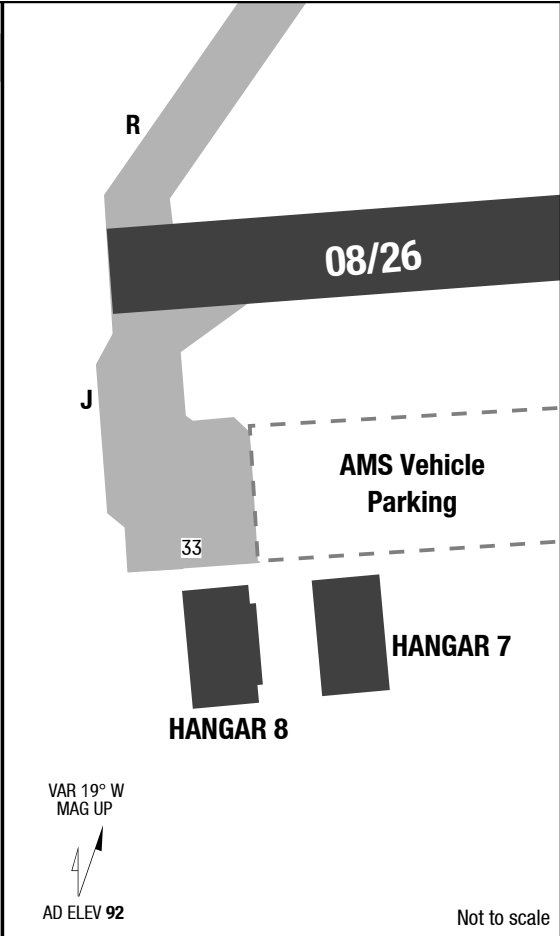 R
08/26
J
AMS Vehicle
Parking
33
HANGAR 7
HANGAR 8
VAR 19° W
MAG UP
AD ELEV 92
Not to scale